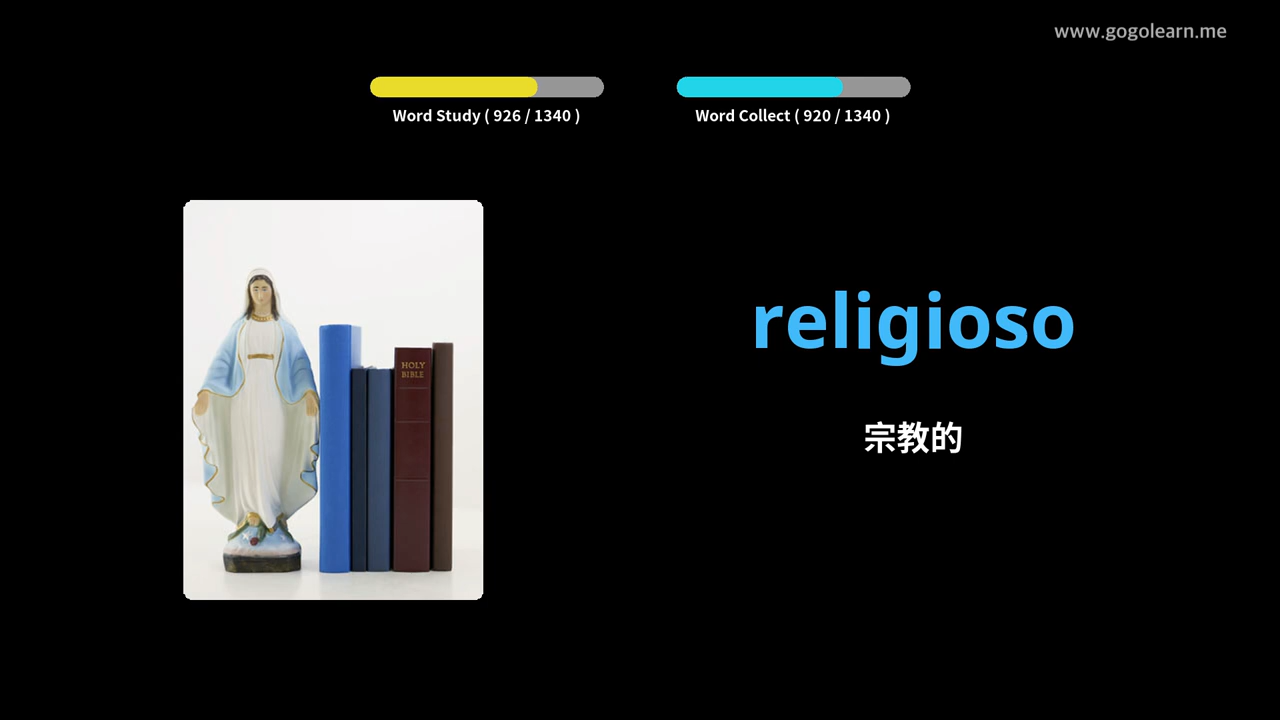 www.gogolearn.me
Word Study ( 926 / 1340 )
Word Collect ( 920 / 1340 )
HOLY
BIBLE
religioso
宗教的